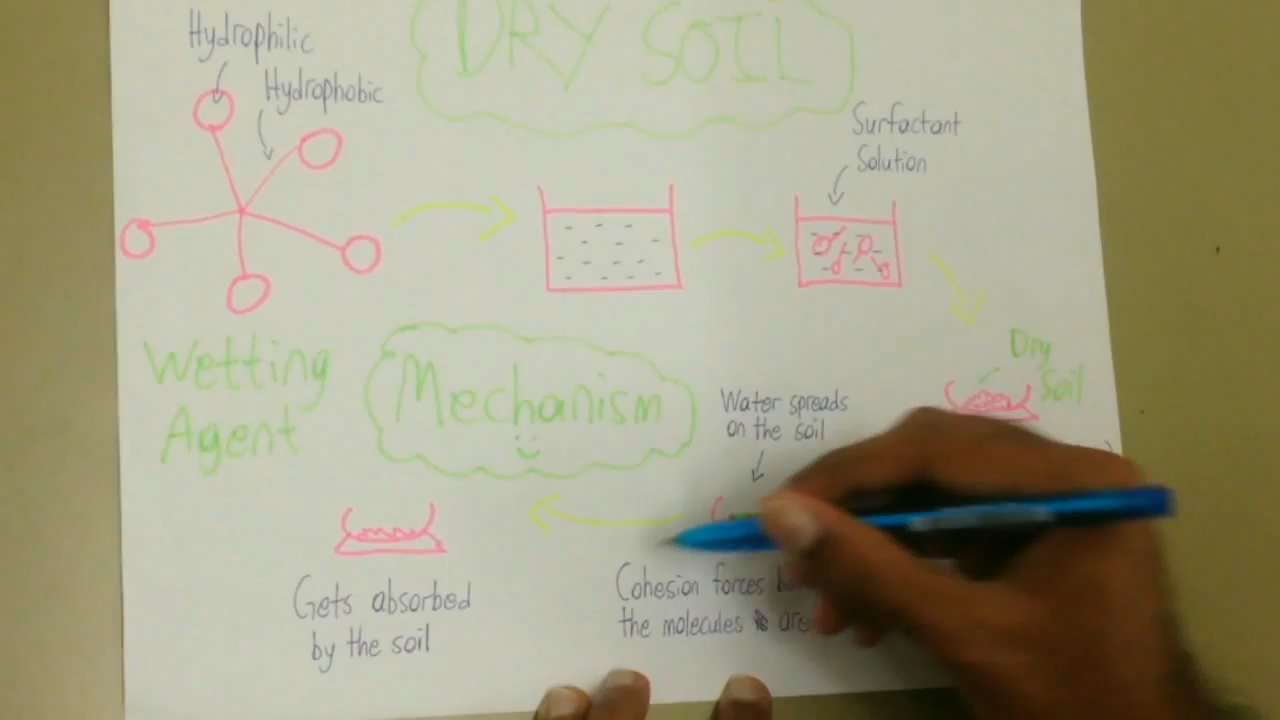 DRY SOIL
Hydrophilic
Hydrophobic
Surfactant
Solution
Wetting
Agent
Mechanism
Dry
Soil
Water spreads
on the soil
Gets absorbed
by the soil
Cohesion forces
the molecules are